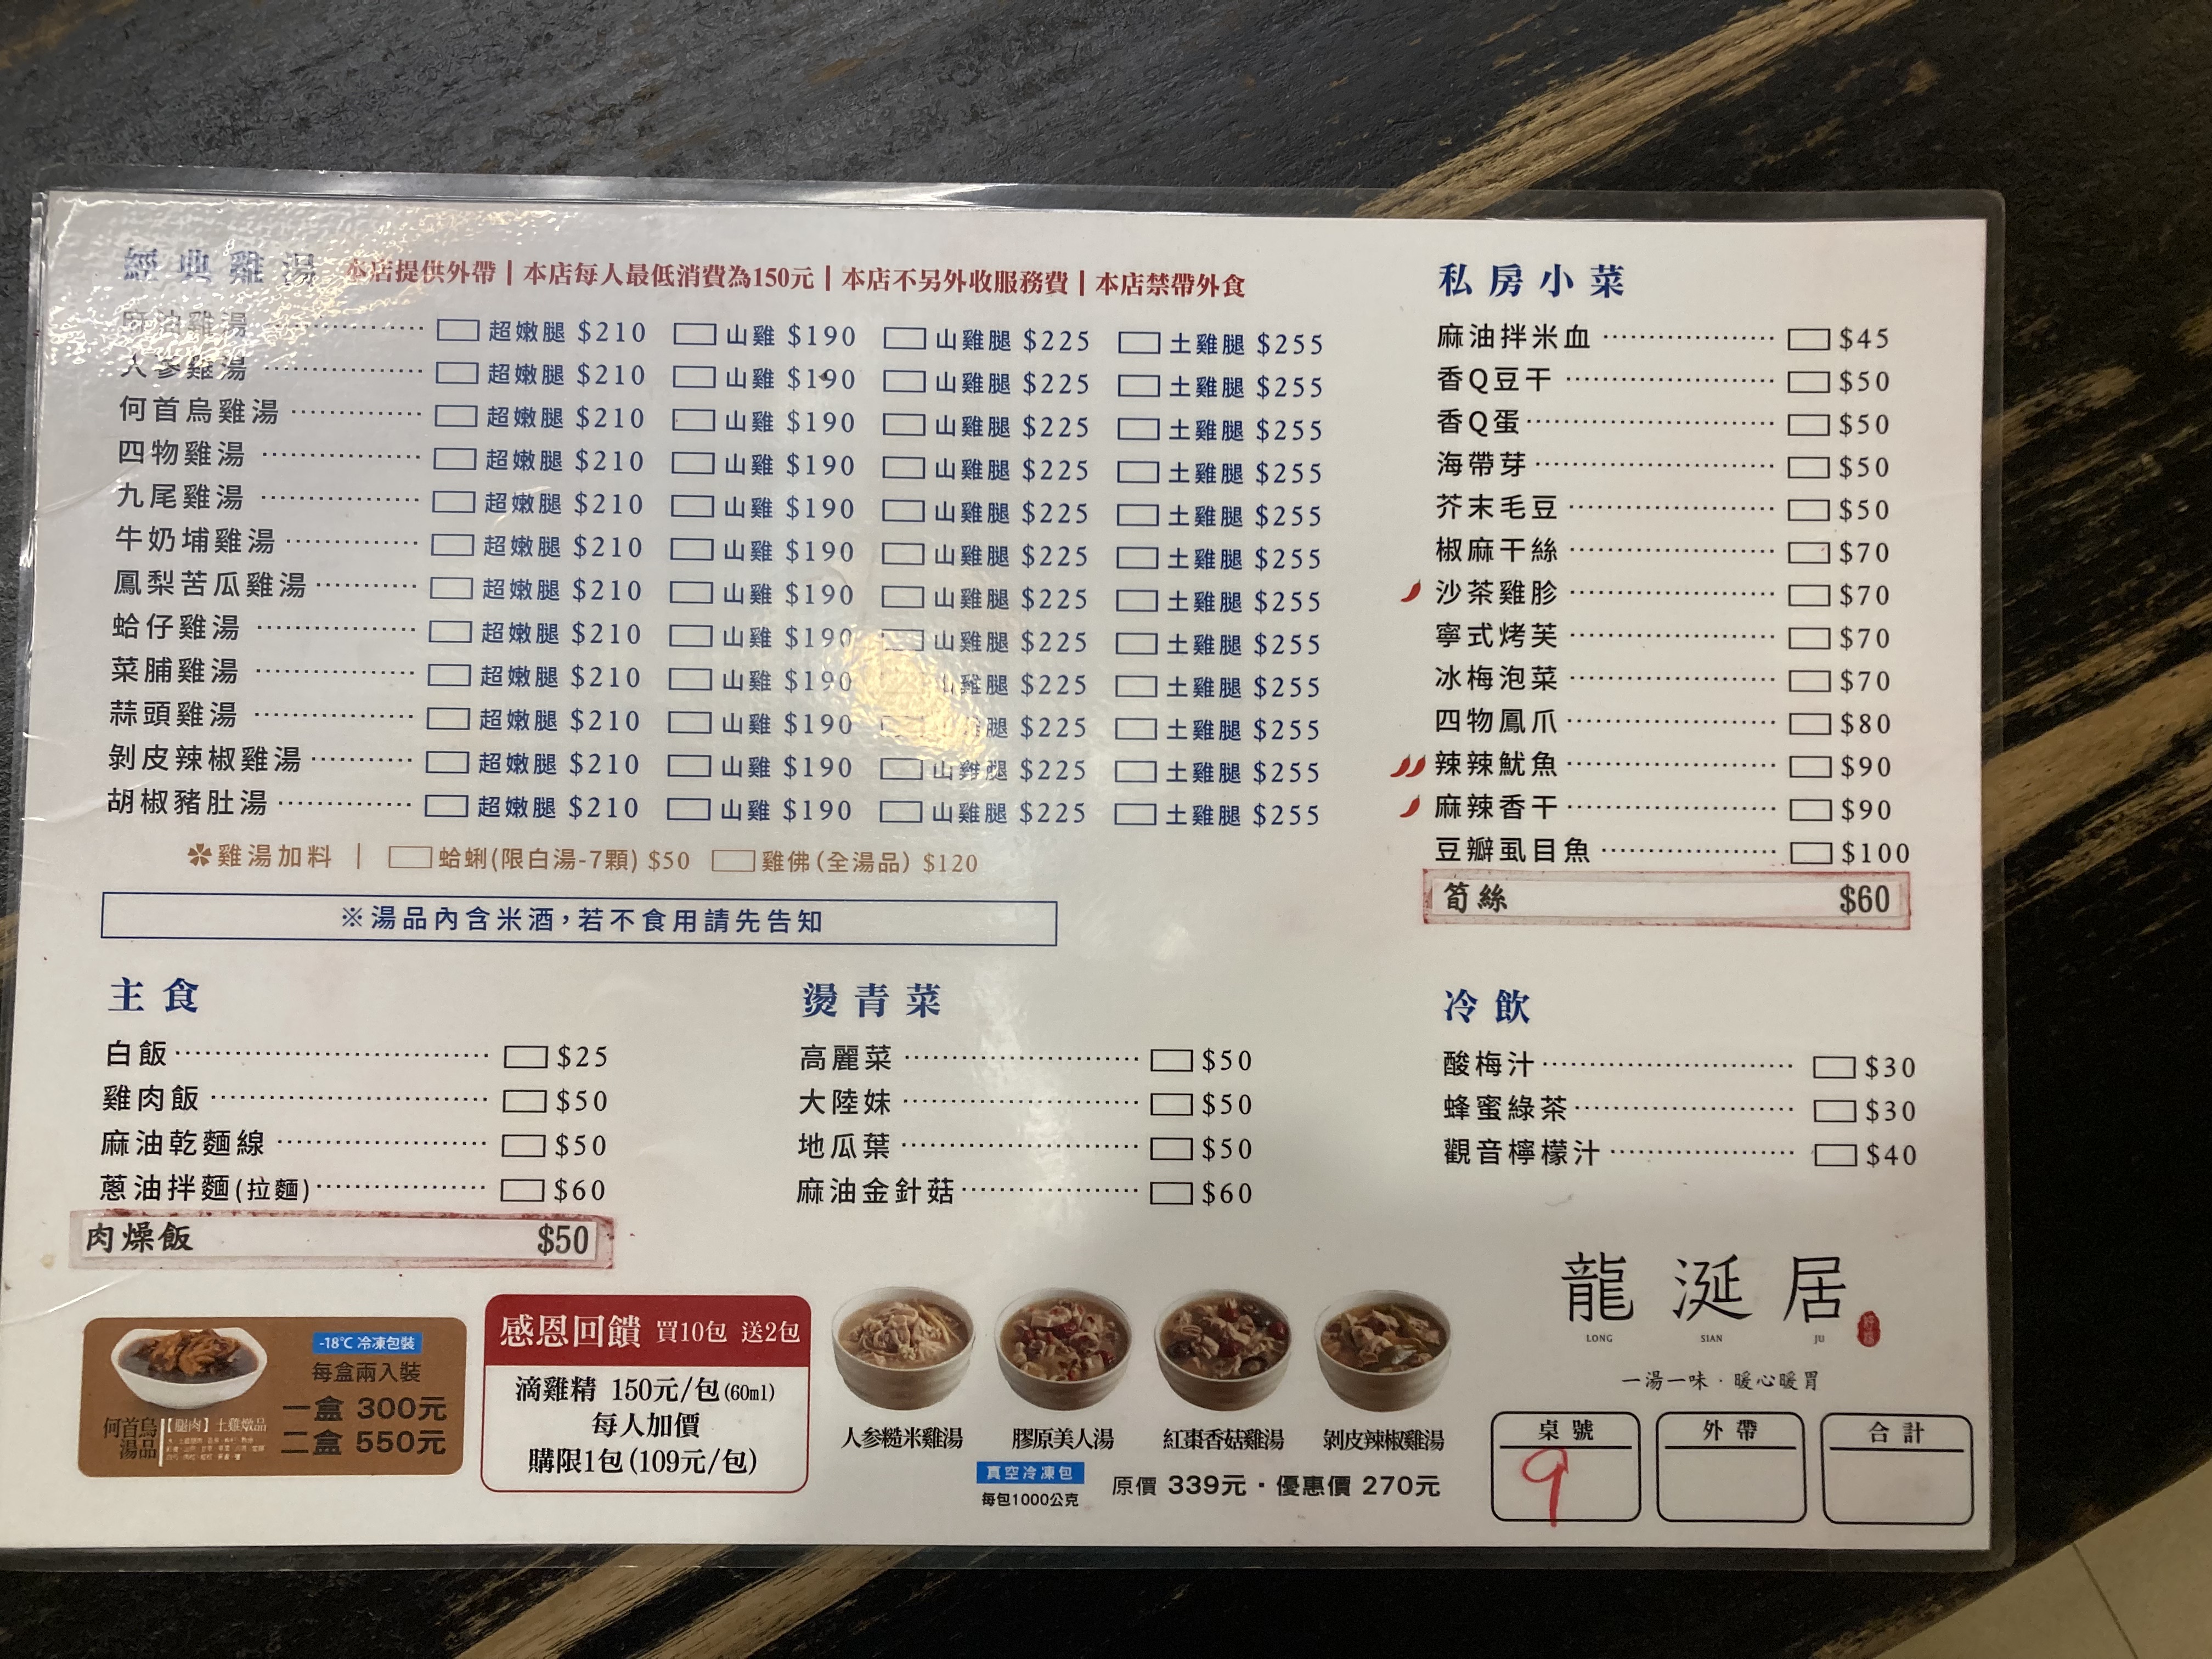 經典雞湯 本店提供外帶 | 本店每人最低消費為150元 | 本店不另外收服務費 | 本店禁帶外食
麻油雞湯 超嫩腿 $210 山雞 $190 山雞腿 $225 土雞腿 $255
人參雞湯 超嫩腿 $210 山雞 $190 山雞腿 $225 土雞腿 $255
何首烏雞湯 超嫩腿 $210 山雞 $190 山雞腿 $225 土雞腿 $255
四物雞湯 超嫩腿 $210 山雞 $190 山雞腿 $225 土雞腿 $255
九尾雞湯 超嫩腿 $210 山雞 $190 山雞腿 $225 土雞腿 $255
牛奶埔雞湯 超嫩腿 $210 山雞 $190 山雞腿 $225 土雞腿 $255
鳳梨苦瓜雞湯 超嫩腿 $210 山雞 $190 山雞腿 $225 土雞腿 $255
蛤仔雞湯 超嫩腿 $210 山雞 $190 山雞腿 $225 土雞腿 $255
菜脯雞湯 超嫩腿 $210 山雞 $190 山雞腿 $225 土雞腿 $255
蒜頭雞湯 超嫩腿 $210 山雞 $190 山雞腿 $225 土雞腿 $255
剝皮辣椒雞湯 超嫩腿 $210 山雞 $190 山雞腿 $225 土雞腿 $255
胡椒豬肚湯 超嫩腿 $210 山雞 $190 山雞腿 $225 土雞腿 $255
雞湯加料 | 蛤蜊(限白湯-7顆) $50 雞佛(全湯品) $120
※湯品內含米酒,若不食用請先告知
私房小菜
麻油拌米血 $45
香Q豆干 $50
香Q蛋 $50
海帶芽 $50
芥末毛豆 $50
椒麻干絲 $70
沙茶雞胗 $70
寧式烤芙 $70
冰梅泡菜 $70
四物鳳爪 $80
辣辣魷魚 $90
麻辣香干 $90
豆瓣虱目魚 $100
筍絲 $60
主食
白飯 $25
雞肉飯 $50
麻油乾麵線 $50
蔥油拌麵(拉麵) $60
肉燥飯 $50
燙青菜
高麗菜 $50
大陸妹 $50
地瓜葉 $50
麻油金針菇 $60
冷飲
酸梅汁 $30
蜂蜜綠茶 $30
觀音檸檬汁 $40
-18℃ 冷凍包裝
每盒兩入裝
一盒 300元
二盒 550元
何首烏
湯品
【腿肉】土雞燉品
感恩回饋 買10包 送2包
滴雞精 150元/包(60ml)
每人加價
購限1包(109元/包)
人參糙米雞湯 膠原美人湯 紅棗香菇雞湯 剝皮辣椒雞湯
真空冷凍包
每包1000公克
原價 339元・優惠價 270元
龍涎居
LONG SIAN JU
一湯一味・暖心暖胃
桌號 外帶 合計
9